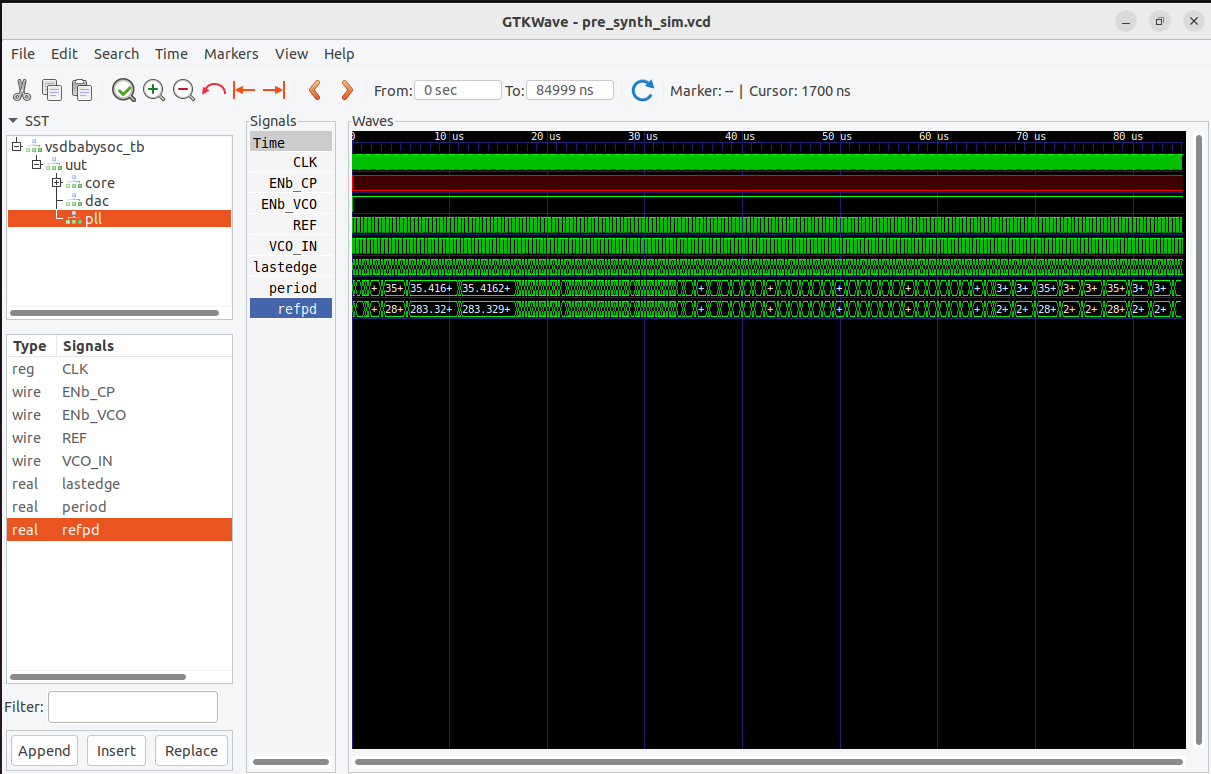 GTKWave - pre_synth_sim.vcd
File Edit Search Time Markers View Help
From: 0 sec To: 84999 ns Marker: -- | Cursor: 1700 ns
SST
vsdbabysoc_tb
uut
core
dac
pll
Type Signals
reg CLK
wire ENb_CP
wire ENb_VCO
wire REF
wire VCO_IN
real lastedge
real period
real refpd
Filter:
Append Insert Replace
Signals
Time
CLK
ENb_CP
ENb_VCO
REF
VCO_IN
lastedge
period
refpd
Waves
0 10 us 20 us 30 us 40 us 50 us 60 us 70 us 80 us
+ 35+ 35.416+ 35.4162+ + + + + + 3+ 3+ 35+ 3+ 3+ 35+ 3+ 3+
+ 28+ 283.32+ 283.329+ + + + + + 2+ 2+ 28+ 2+ 2+ 28+ 2+ 2+